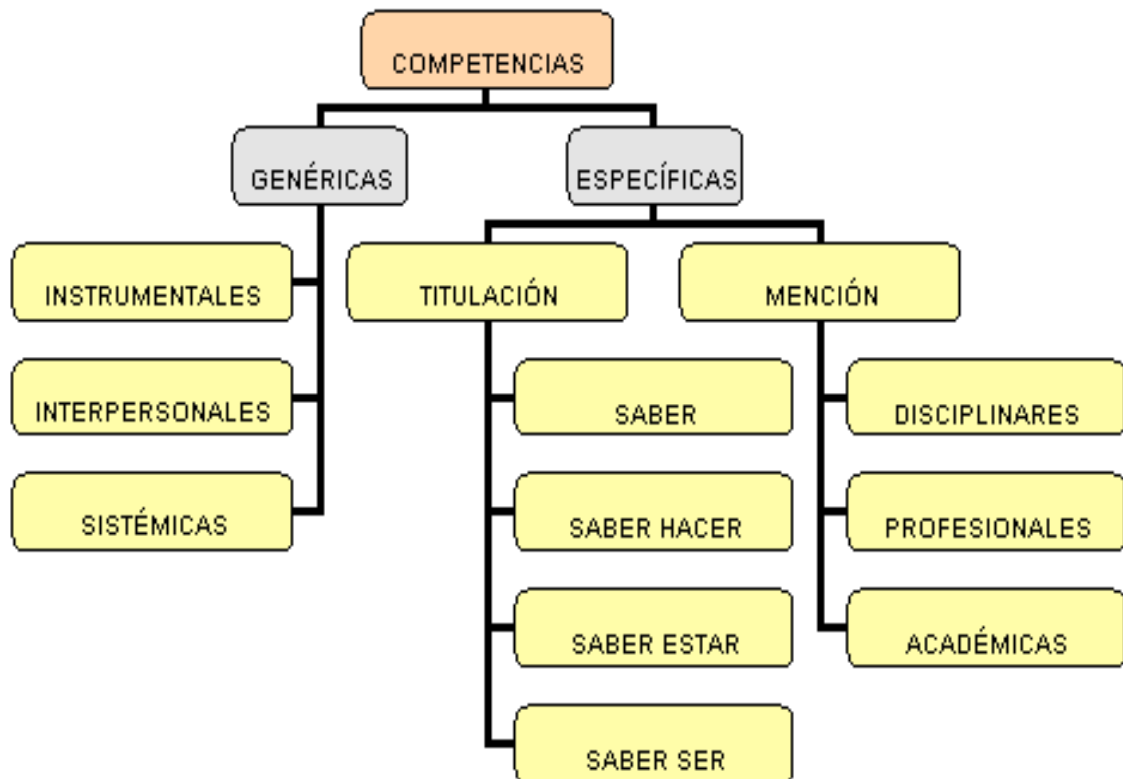 COMPETENCIAS
GENÉRICAS
ESPECÍFICAS
INSTRUMENTALES
TITULACIÓN
MENCIÓN
INTERPERSONALES
SABER
DISCIPLINARES
SISTÉMICAS
SABER HACER
PROFESIONALES
SABER ESTAR
ACADÉMICAS
SABER SER